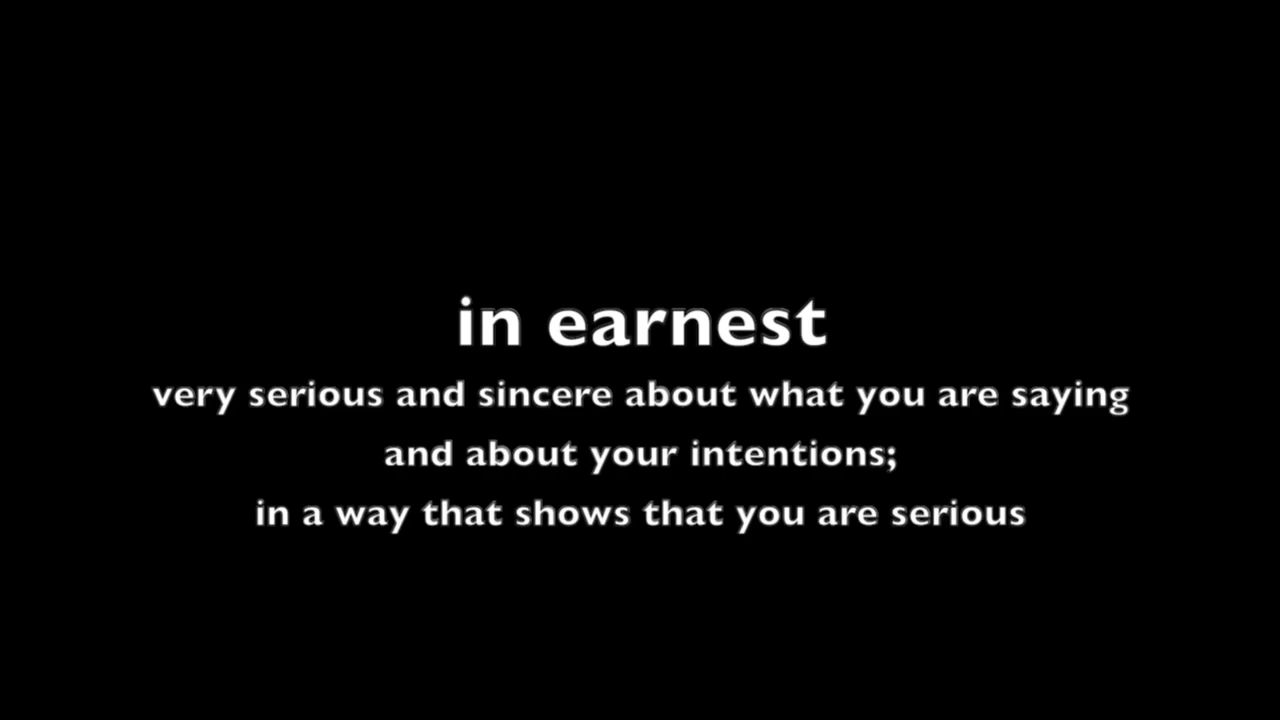 in earnest
very serious and sincere about what you are saying
and about your intentions;
in a way that shows that you are serious